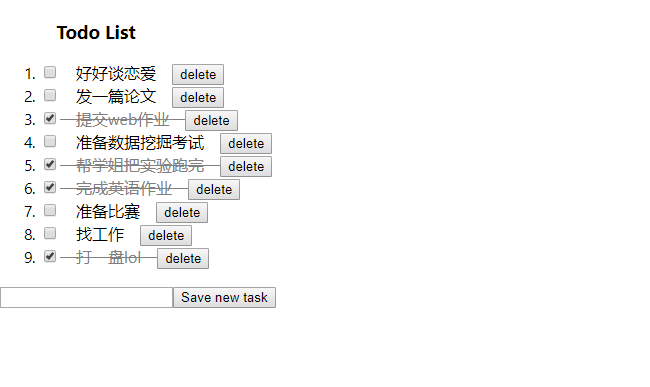 Todo List
1. 好好谈恋爱 delete
2. 发一篇论文 delete
3. 提交web作业 delete
4. 准备数据挖掘考试 delete
5. 帮学姐把实验跑完 delete
6. 完成英语作业 delete
7. 准备比赛 delete
8. 找工作 delete
9. 打一盘lol delete
Save new task